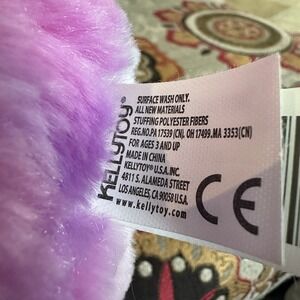 KELLYTOY®
SURFACE WASH ONLY.
ALL NEW MATERIALS
STUFFING POLYESTER FIBERS
REG.NO.PA 17539 (CN). OH 17499.MA 3353(CN)
FOR AGES 3 AND UP
MADE IN CHINA
KELLYTOY® U.S.A. INC.
4811 S. ALAMEDA STREET
LOS ANGELES, CA 90058 U.S.A.
www.kellytoy.com
CE